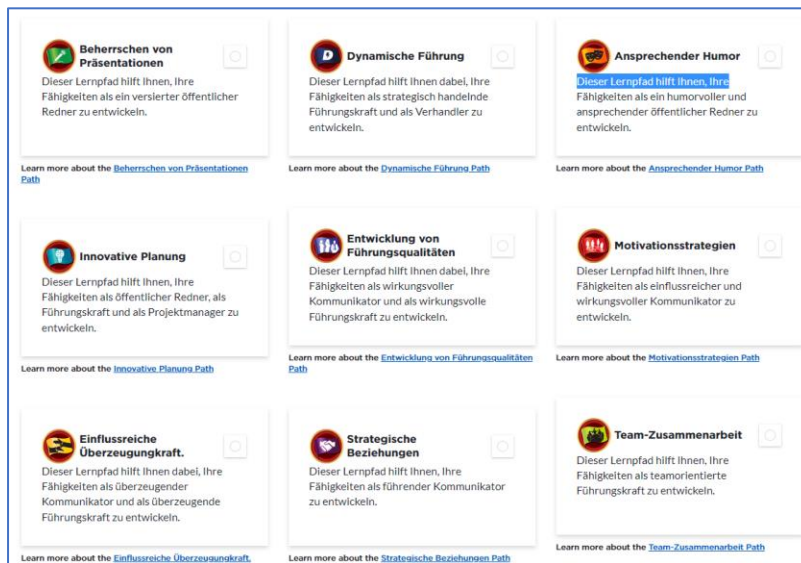 Beherrschen von
Präsentationen
Dieser Lernpfad hilft Ihnen, Ihre
Fähigkeiten als ein versierter öffentlicher
Redner zu entwickeln.
Learn more about the Beherrschen von Präsentationen
Path
Dynamische Führung
Dieser Lernpfad hilft Ihnen dabei, Ihre
Fähigkeiten als strategisch handelnde
Führungskraft und als Verhandler zu
entwickeln.
Learn more about the Dynamische Führung Path
Ansprechender Humor
Dieser Lernpfad hilft Ihnen, Ihre
Fähigkeiten als ein humorvoller und
ansprechender öffentlicher Redner zu
entwickeln.
Learn more about the Ansprechender Humor Path
Innovative Planung
Dieser Lernpfad hilft Ihnen, Ihre
Fähigkeiten als öffentlicher Redner, als
Führungskraft und als Projektmanager zu
entwickeln.
Learn more about the Innovative Planung Path
Entwicklung von
Führungsqualitäten
Dieser Lernpfad hilft Ihnen dabei, Ihre
Fähigkeiten als wirkungsvoller
Kommunikator und als wirkungsvolle
Führungskraft zu entwickeln.
Learn more about the Entwicklung von Führungsqualitäten
Path
Motivationsstrategien
Dieser Lernpfad hilft Ihnen, Ihre
Fähigkeiten als einflussreicher und
wirkungsvoller Kommunikator zu
entwickeln.
Learn more about the Motivationsstrategien Path
Einflussreiche
Überzeugungkraft.
Dieser Lernpfad hilft Ihnen dabei, Ihre
Fähigkeiten als überzeugender
Kommunikator und als überzeugende
Führungskraft zu entwickeln.
Learn more about the Einflussreiche Überzeugungkraft.
Strategische
Beziehungen
Dieser Lernpfad hilft Ihnen, Ihre
Fähigkeiten als führender Kommunikator
zu entwickeln.
Learn more about the Strategische Beziehungen Path
Team-Zusammenarbeit
Dieser Lernpfad hilft Ihnen, Ihre
Fähigkeiten als teamorientierte
Führungskraft zu entwickeln.
Learn more about the Team-Zusammenarbeit Path